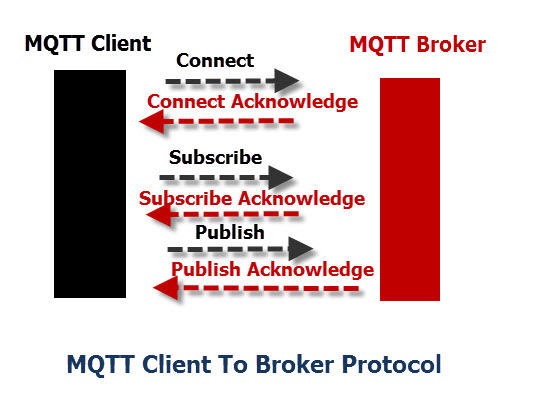 MQTT Client
MQTT Broker
Connect
Connect Acknowledge
Subscribe
Subscribe Acknowledge
Publish
Publish Acknowledge
MQTT Client To Broker Protocol